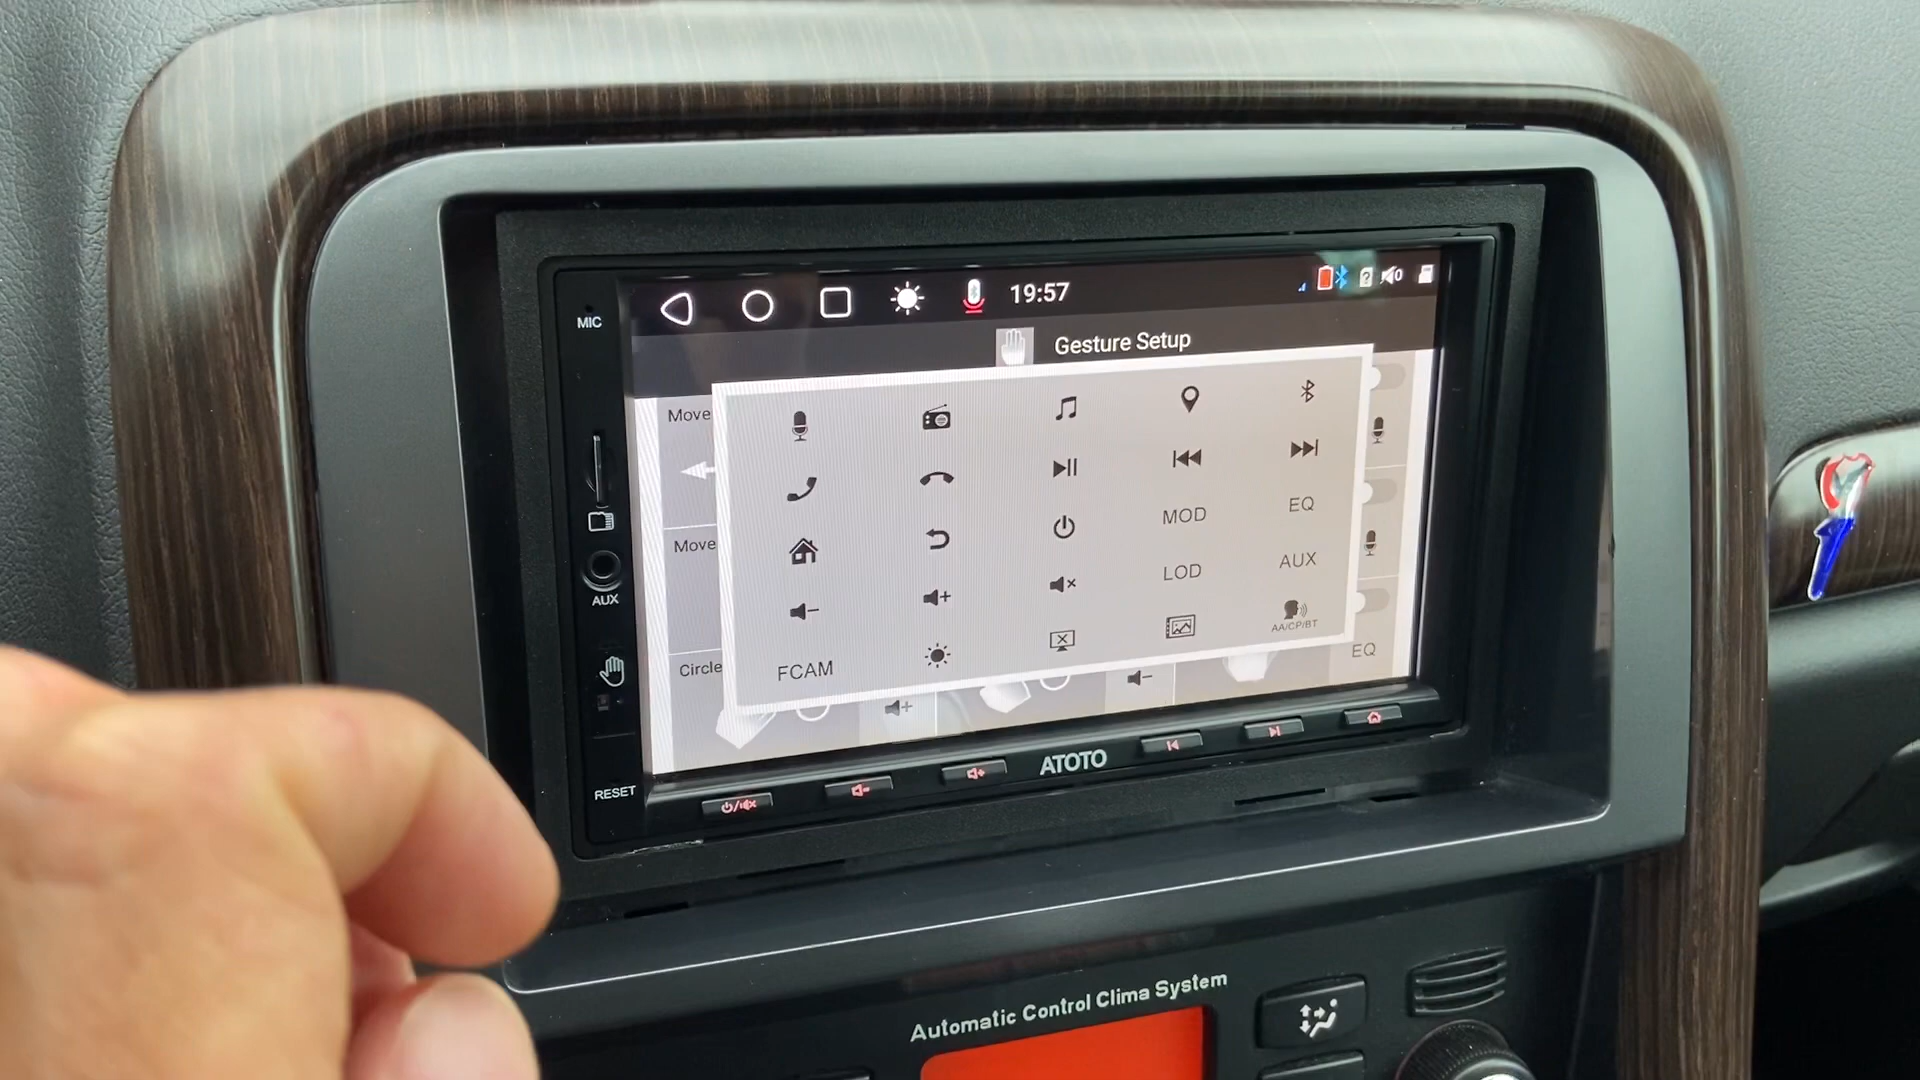 19:57
0
MIC
Gesture Setup
Move
MOD
EQ
Move
LOD
AUX
AUX
AA/CP/BT
Circle
FCAM
EQ
RESET
ATOTO
Automatic Control Clima System